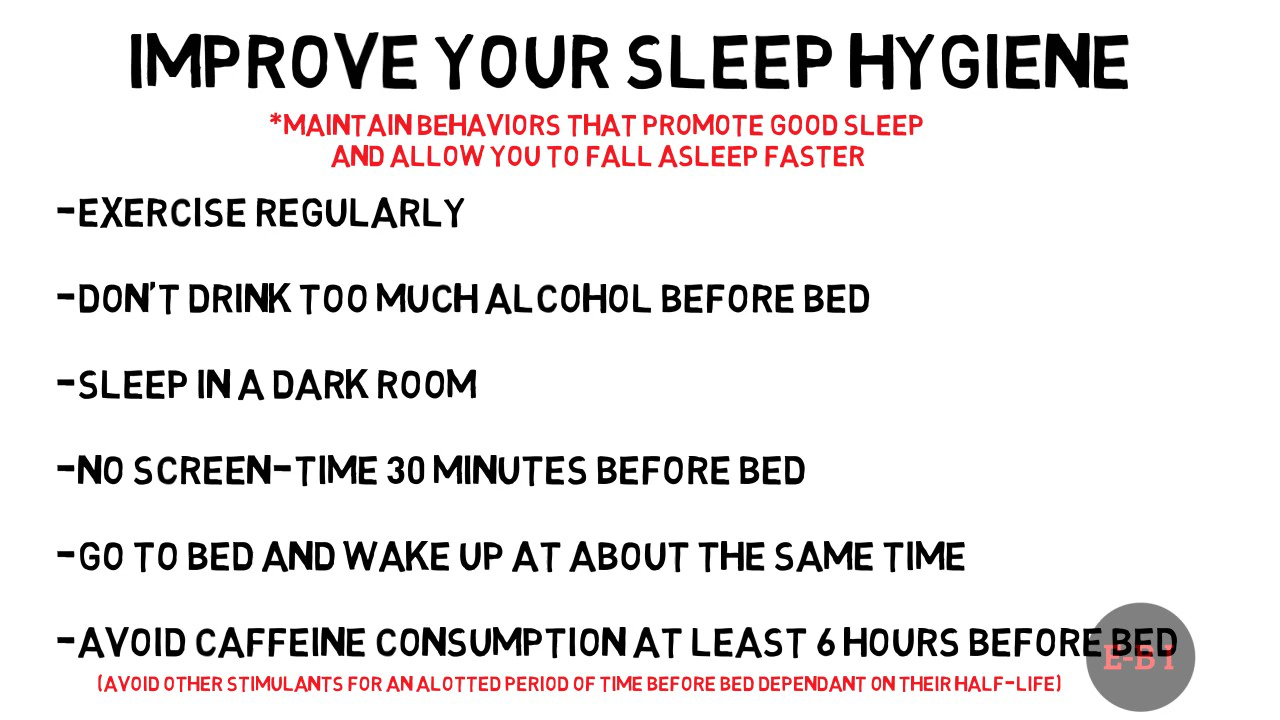 IMPROVE YOUR SLEEP HYGIENE
*MAINTAIN BEHAVIORS THAT PROMOTE GOOD SLEEP
AND ALLOW YOU TO FALL ASLEEP FASTER
-EXERCISE REGULARLY
-DON'T DRINK TOO MUCH ALCOHOL BEFORE BED
-SLEEP IN A DARK ROOM
-NO SCREEN-TIME 30 MINUTES BEFORE BED
-GO TO BED AND WAKE UP AT ABOUT THE SAME TIME
-AVOID CAFFEINE CONSUMPTION AT LEAST 6 HOURS BEFORE BED
E-B I
(AVOID OTHER STIMULANTS FOR AN ALOTTED PERIOD OF TIME BEFORE BED DEPENDANT ON THEIR HALF-LIFE)